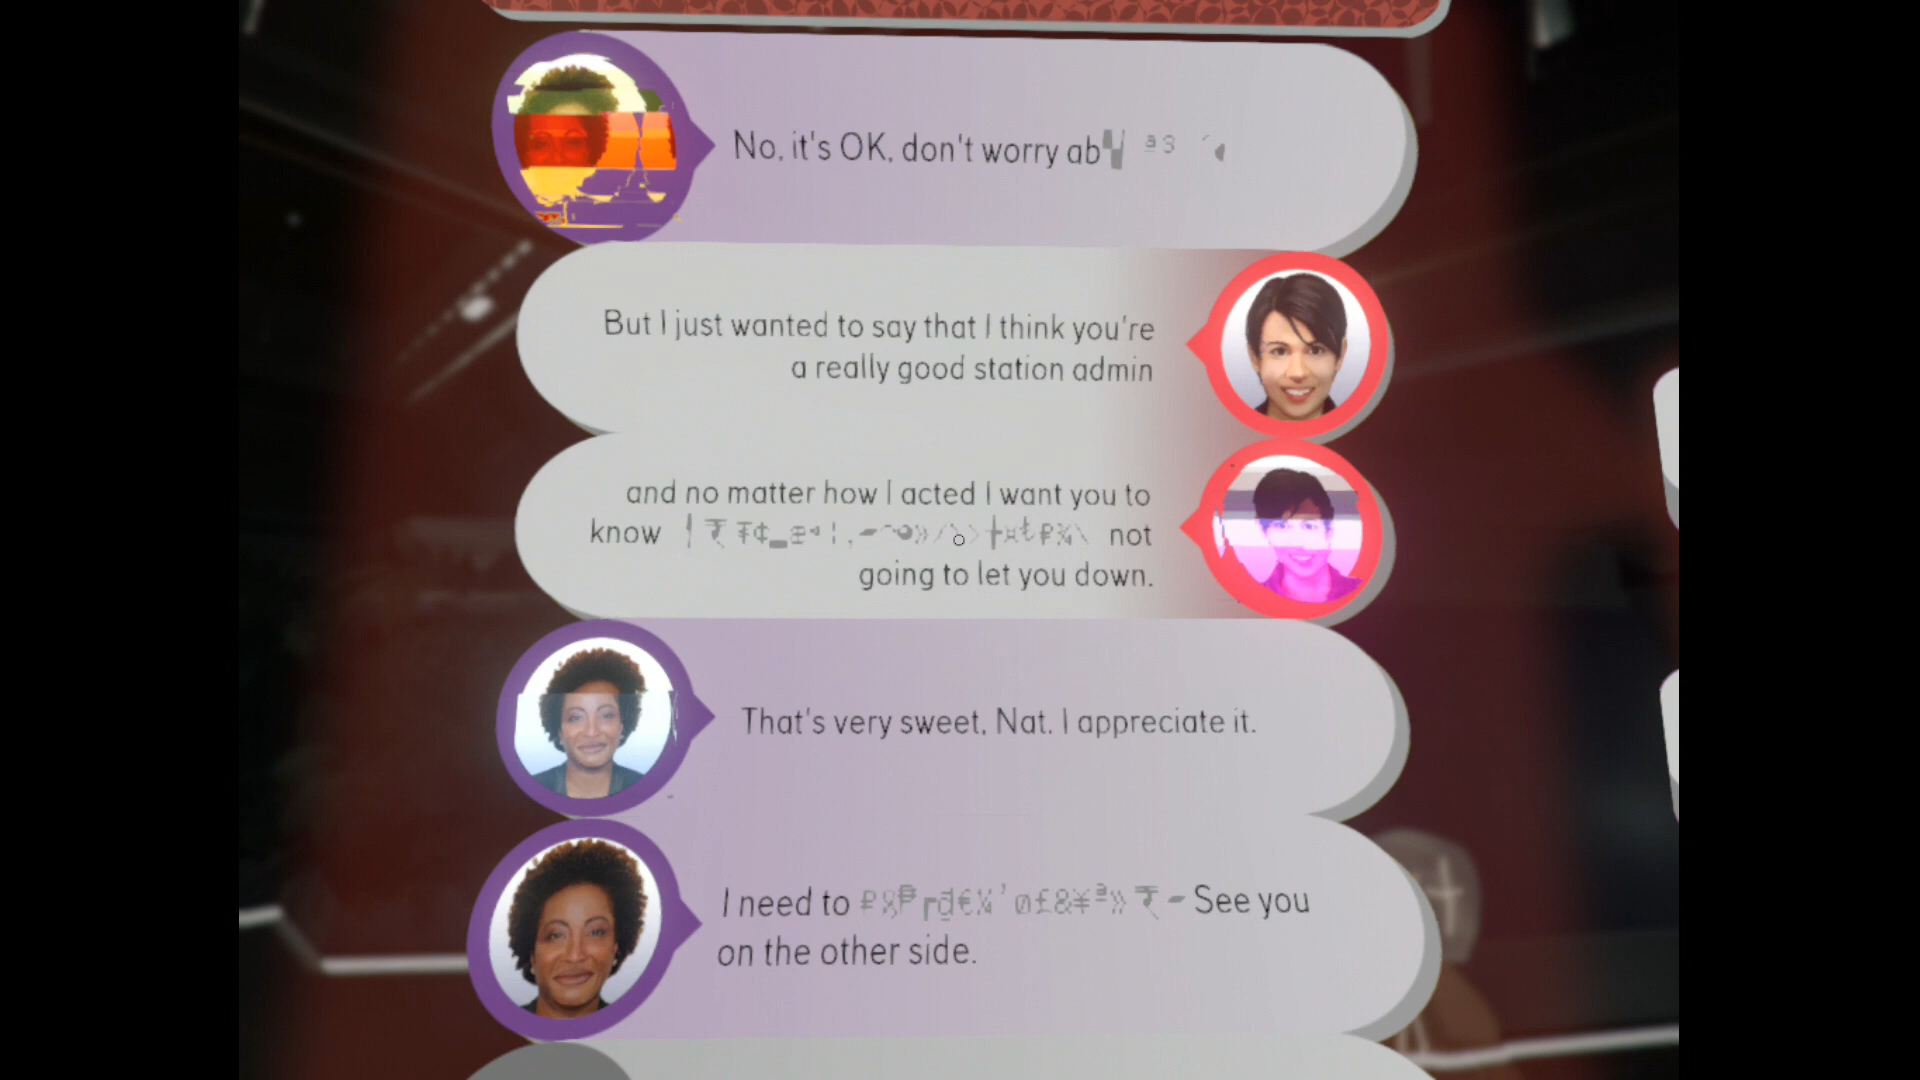 No, it's OK, don't worry ab
But I just wanted to say that I think you're
a really good station admin
and no matter how I acted I want you to
know not
going to let you down.
That's very sweet, Nat. I appreciate it.
I need to - See you
on the other side.